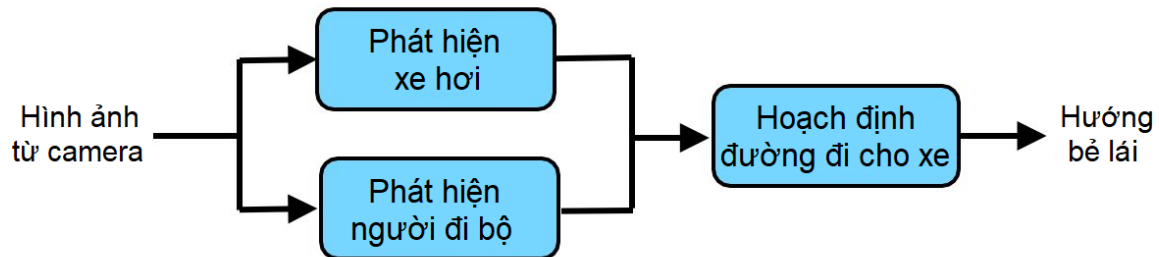 Hình ảnh
từ camera
Phát hiện
xe hơi
Phát hiện
người đi bộ
Hoạch định
đường đi cho xe
Hướng
bẻ lái